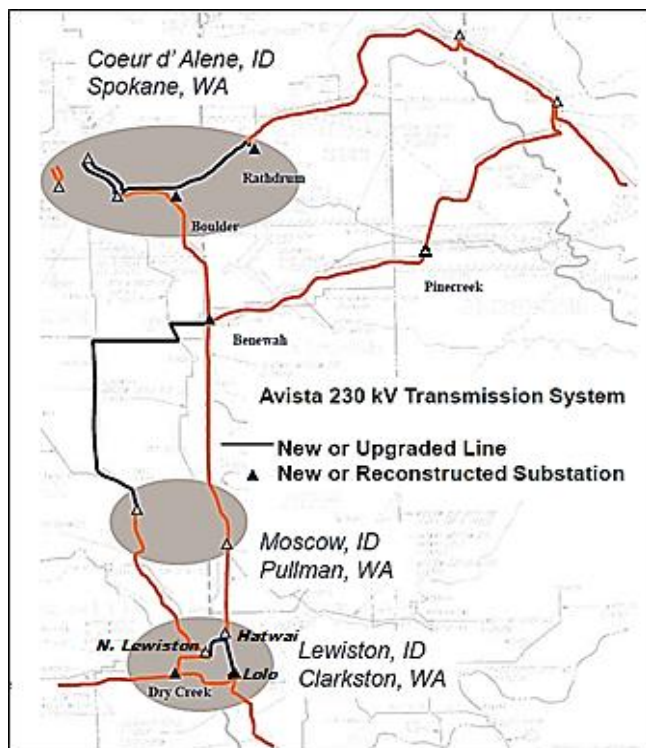 Coeur d' Alene, ID
Spokane, WA
Rathdrum
Boulder
Pinecreek
Benewah
Avista 230 kV Transmission System
New or Upgraded Line
New or Reconstructed Substation
Moscow, ID
Pullman, WA
Hatwai
N. Lewiston
Lewiston, ID
Lolo
Clarkston, WA
Dry Creek